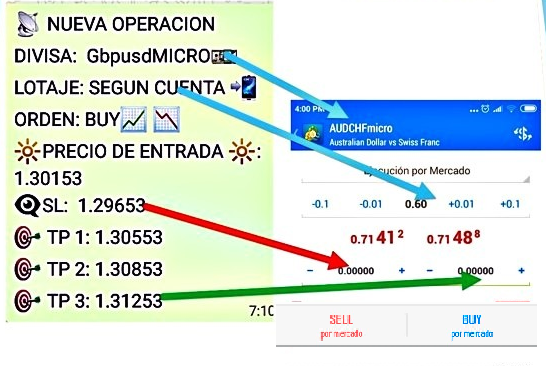 NUEVA OPERACION
DIVISA: GbpusdMICRO
LOTAJE: SEGUN CUENTA
ORDEN: BUY
PRECIO DE ENTRADA :
1.30153
SL: 1.29653
TP 1: 1.30553
TP 2: 1.30853
TP 3: 1.31253
7:10
4:00 PM
AUDCHFmicro
Australian Dollar vs Swiss Franc
Ejecución por Mercado
-0.1 -0.01 0.60 +0.01 +0.1
0.71 41 2 0.71 48 8
- 0.00000 + - 0.00000 +
SELL BUY
por mercado por mercado